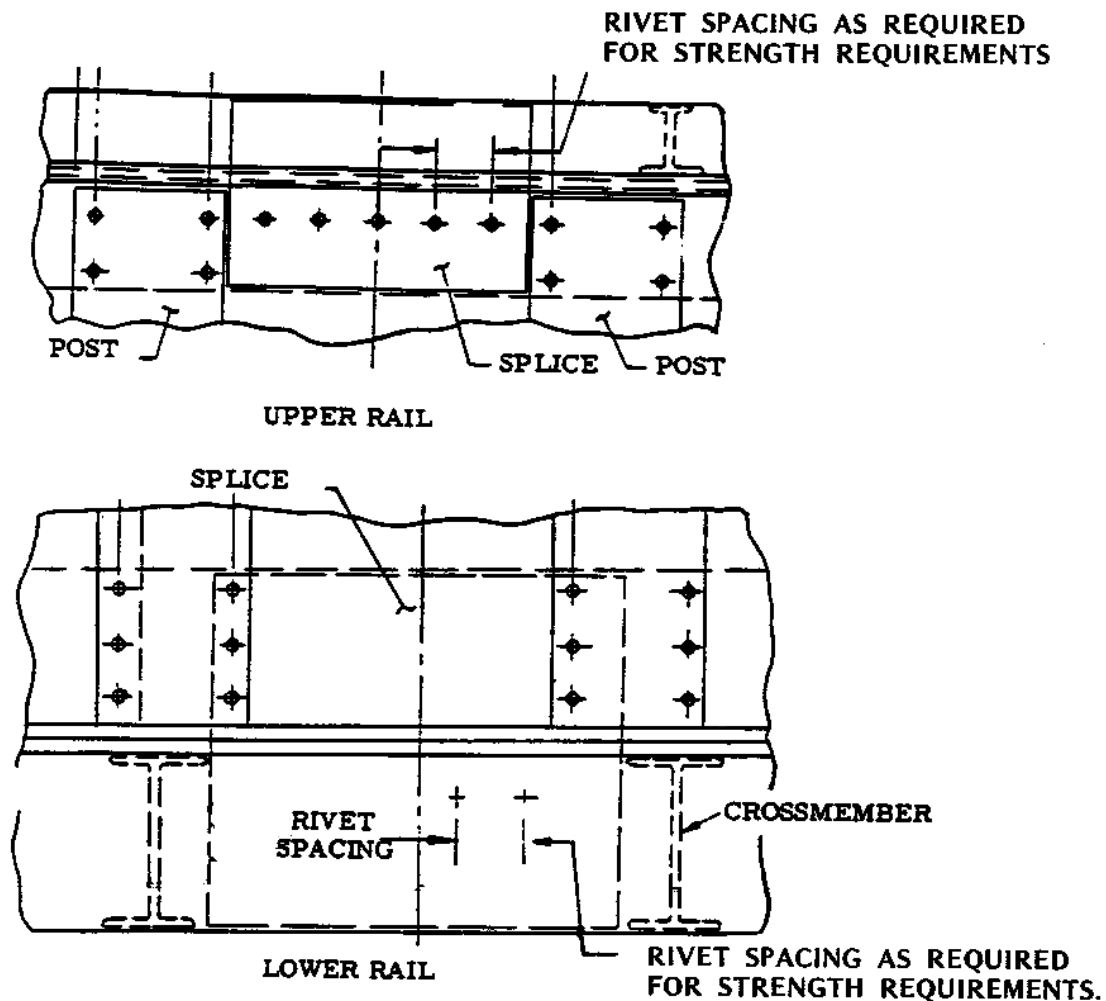 RIVET SPACING AS REQUIRED
FOR STRENGTH REQUIREMENTS
POST
SPLICE
POST
UPPER RAIL
SPLICE
RIVET
SPACING
CROSSMEMBER
LOWER RAIL
RIVET SPACING AS REQUIRED
FOR STRENGTH REQUIREMENTS.